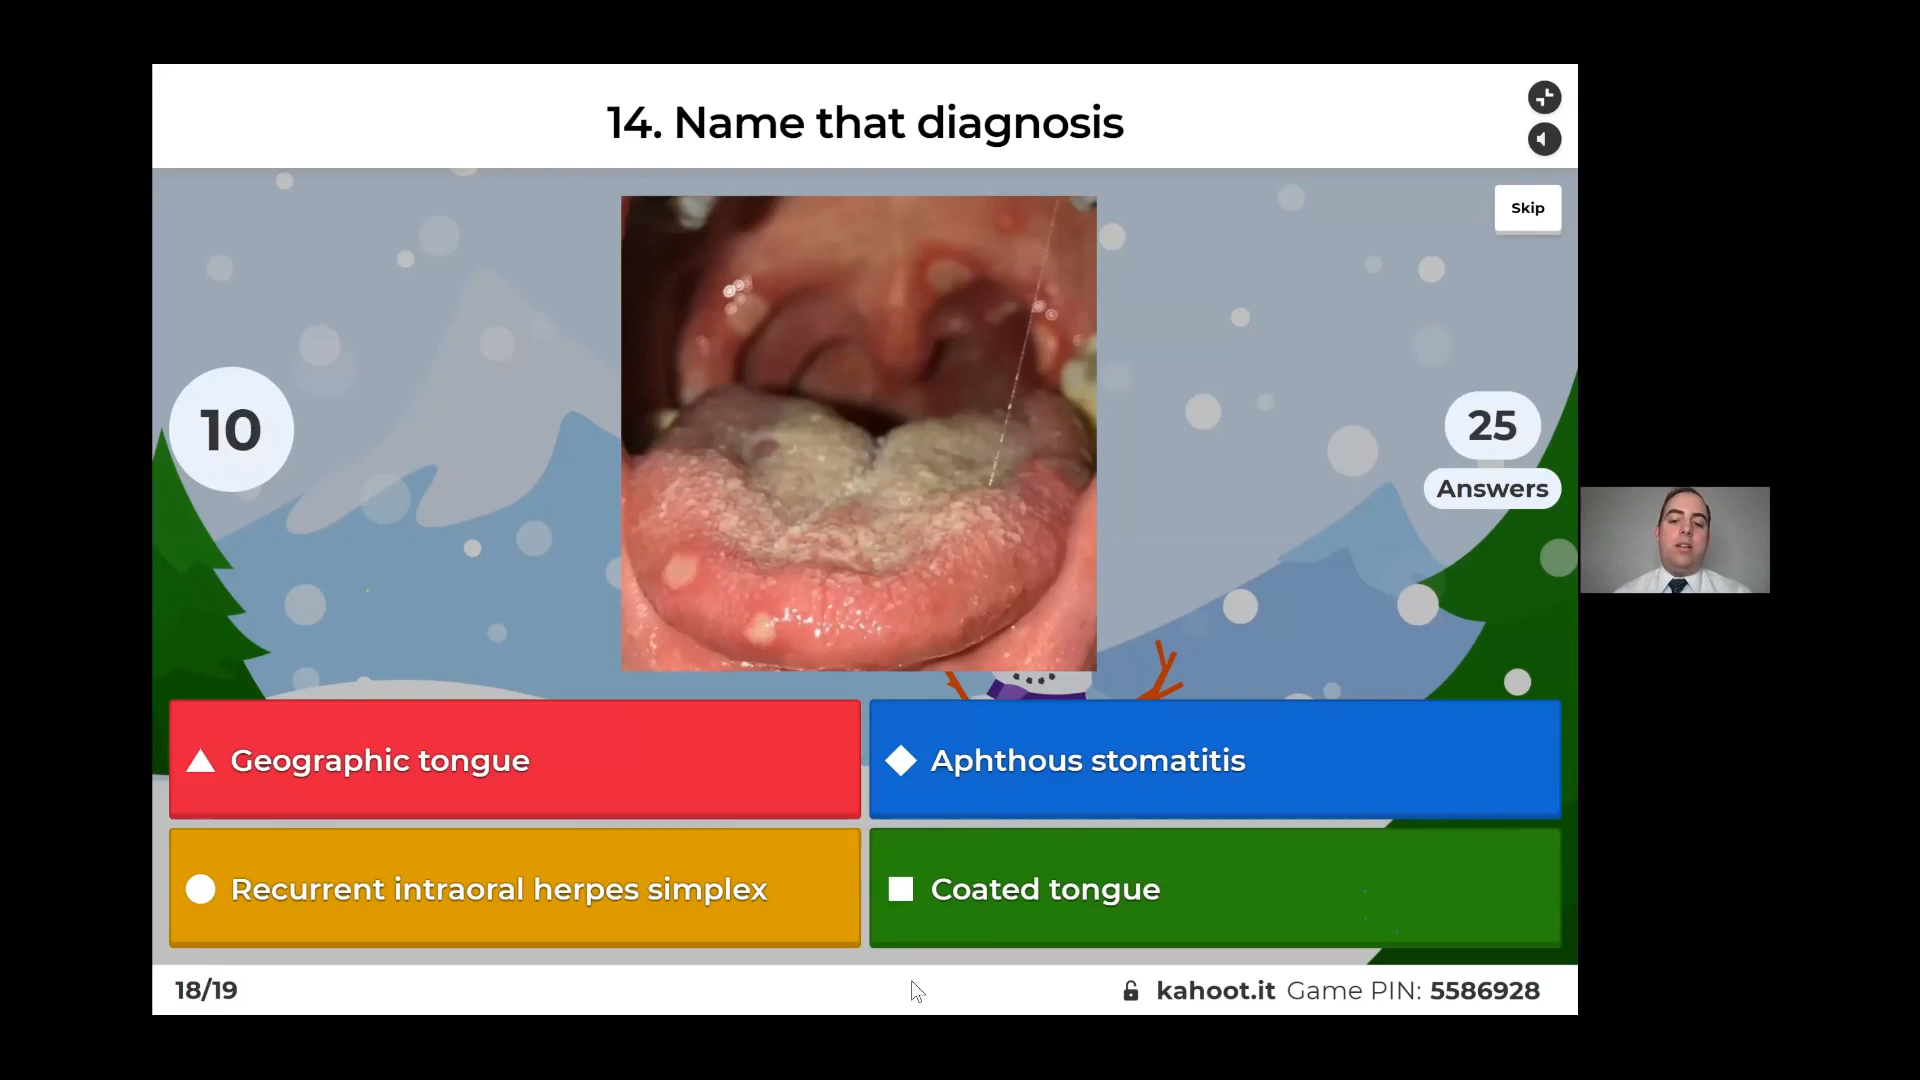 14. Name that diagnosis
Skip
10
25
Answers
Geographic tongue
Aphthous stomatitis
Recurrent intraoral herpes simplex
Coated tongue
18/19
kahoot.it Game PIN: 5586928